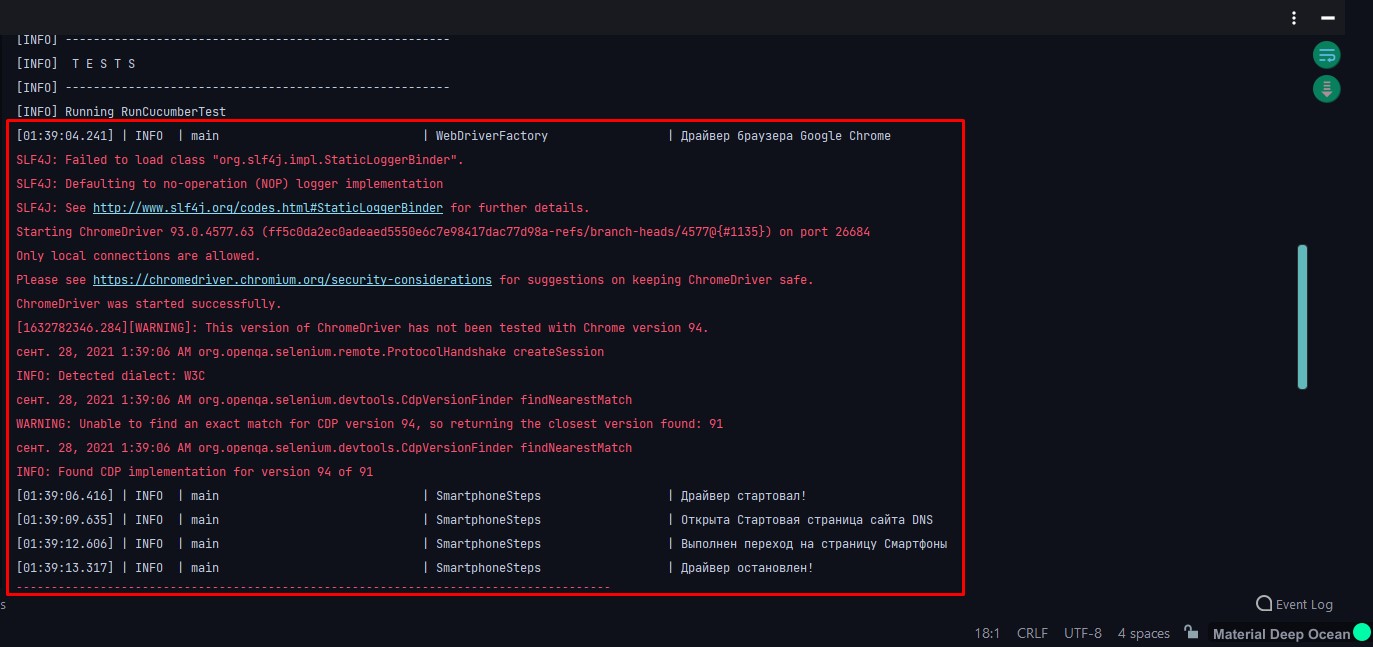 [INFO] -------------------------------------------------------
[INFO]  T E S T S
[INFO] -------------------------------------------------------
[INFO] Running RunCucumberTest
[01:39:04.241] | INFO  | main                             | WebDriverFactory                 | Драйвер браузера Google Chrome
SLF4J: Failed to load class "org.slf4j.impl.StaticLoggerBinder".
SLF4J: Defaulting to no-operation (NOP) logger implementation
SLF4J: See http://www.slf4j.org/codes.html#StaticLoggerBinder for further details.
Starting ChromeDriver 93.0.4577.63 (ff5c0da2ec0adeaed5550e6c7e98417dac77d98a-refs/branch-heads/4577@{#1135}) on port 26684
Only local connections are allowed.
Please see https://chromedriver.chromium.org/security-considerations for suggestions on keeping ChromeDriver safe.
ChromeDriver was started successfully.
[1632782346.284][WARNING]: This version of ChromeDriver has not been tested with Chrome version 94.
сент. 28, 2021 1:39:06 AM org.openqa.selenium.remote.ProtocolHandshake createSession
INFO: Detected dialect: W3C
сент. 28, 2021 1:39:06 AM org.openqa.selenium.devtools.CdpVersionFinder findNearestMatch
WARNING: Unable to find an exact match for CDP version 94, so returning the closest version found: 91
сент. 28, 2021 1:39:06 AM org.openqa.selenium.devtools.CdpVersionFinder findNearestMatch
INFO: Found CDP implementation for version 94 of 91
[01:39:06.416] | INFO  | main                             | SmartphoneSteps                  | Драйвер стартовал!
[01:39:09.635] | INFO  | main                             | SmartphoneSteps                  | Открыта Стартовая страница сайта DNS
[01:39:12.606] | INFO  | main                             | SmartphoneSteps                  | Выполнен переход на страницу Смартфоны
[01:39:13.317] | INFO  | main                             | SmartphoneSteps                  | Драйвер остановлен!
-------------------------------------------------------------------------------------
s
Event Log
18:1 CRLF UTF-8 4 spaces Material Deep Ocean